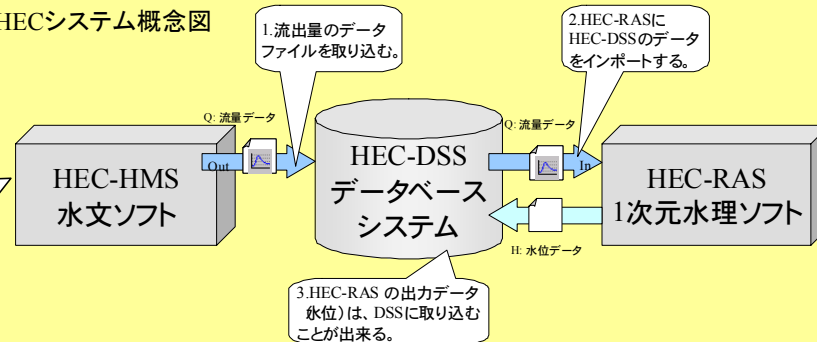 HECシステム概念図
1.流出量のデータ
ファイルを取り込む。
2.HEC-RASに
HEC-DSSのデータ
をインポートする。
Q: 流量データ
Out
HEC-HMS
水文ソフト
HEC-DSS
データベース
システム
Q: 流量データ
In
HEC-RAS
1次元水理ソフト
H: 水位データ
3.HEC-RAS の出力データ
(水位)は、DSSに取り込む
ことが出来る。